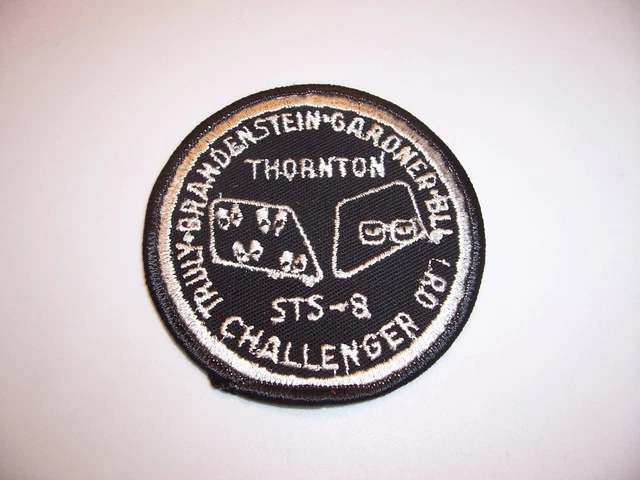 TRULY•BRANDENSTEIN•GARDNER•BLUFORD
THORNTON
STS-8
CHALLENGER